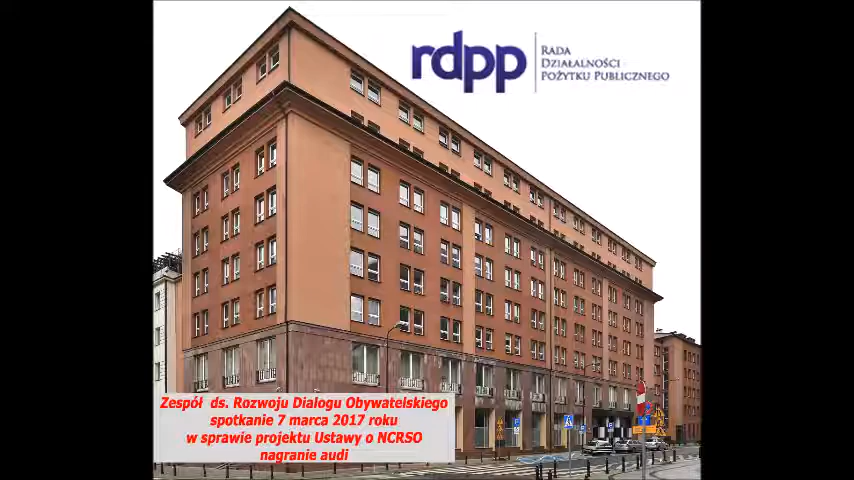 rdpp
RADA
DZIAŁALNOŚCI
POŻYTKU PUBLICZNEGO
Zespół ds. Rozwoju Dialogu Obywatelskiego
spotkanie 7 marca 2017 roku
w sprawie projektu Ustawy o NCRSO
nagranie audi